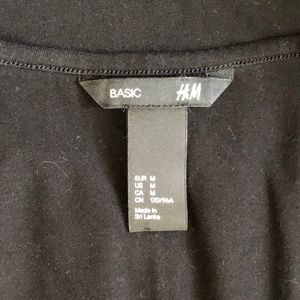 BASIC H&M
EUR M
US M
CA M
CN 170/96A
Made in
Sri Lanka